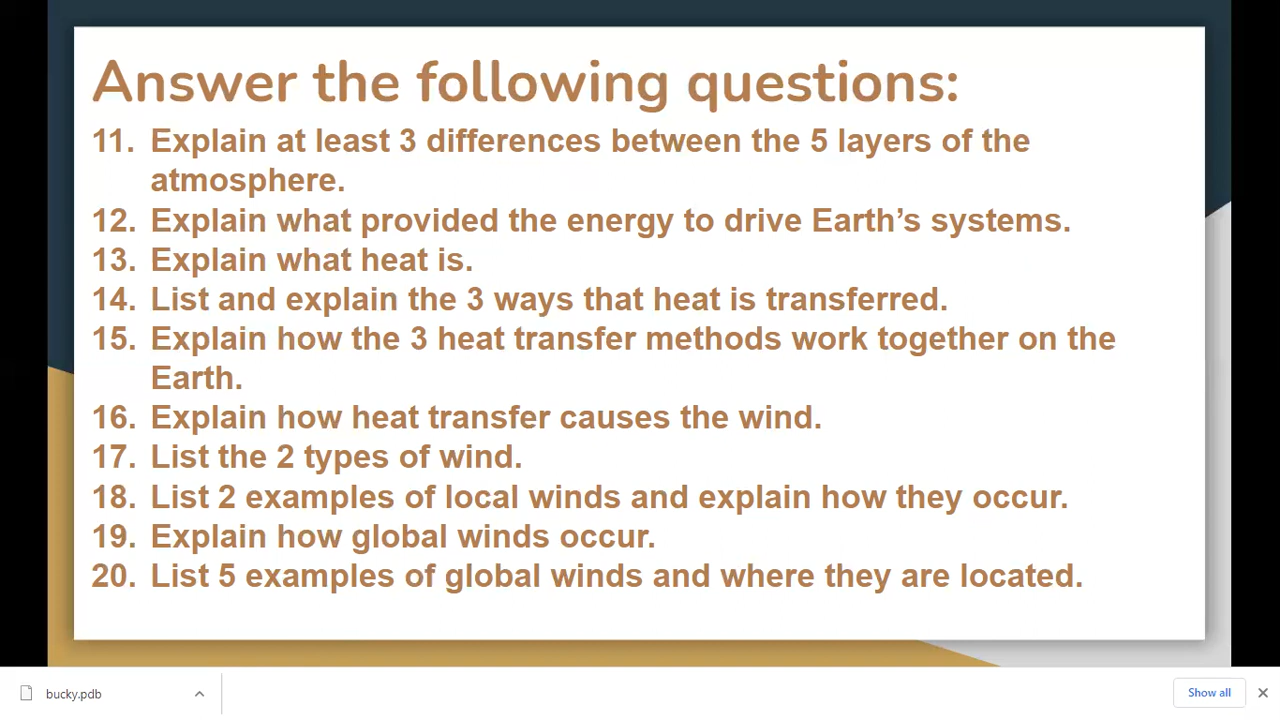 Answer the following questions:
11. Explain at least 3 differences between the 5 layers of the
atmosphere.
12. Explain what provided the energy to drive Earth’s systems.
13. Explain what heat is.
14. List and explain the 3 ways that heat is transferred.
15. Explain how the 3 heat transfer methods work together on the
Earth.
16. Explain how heat transfer causes the wind.
17. List the 2 types of wind.
18. List 2 examples of local winds and explain how they occur.
19. Explain how global winds occur.
20. List 5 examples of global winds and where they are located.
bucky.pdb
Show all